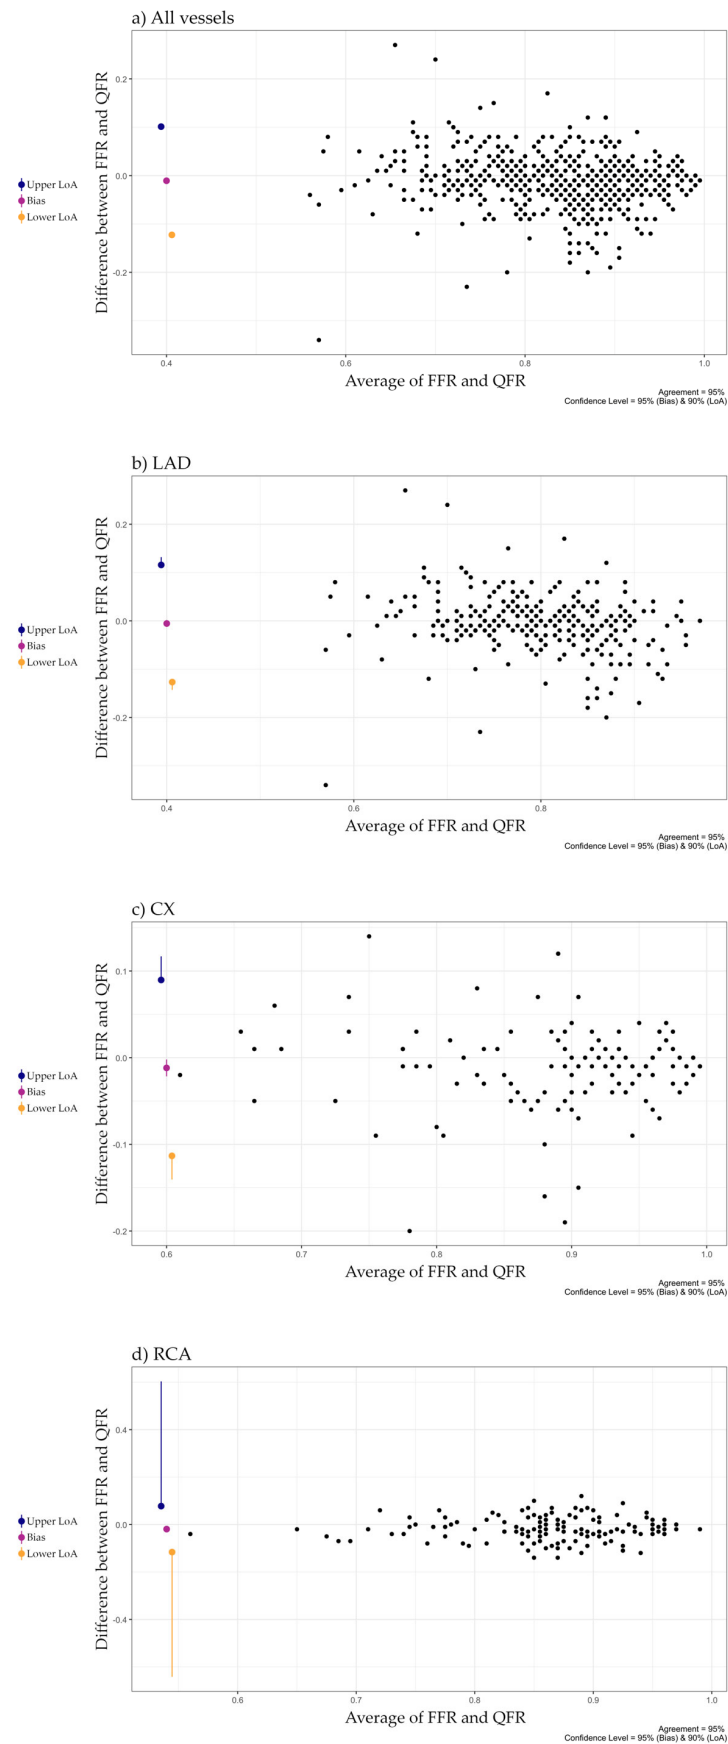 a) All vessels
Difference between FFR and QFR
0.2
0.0
-0.2
Upper LoA
Bias
Lower LoA
0.4 0.6 0.8 1.0
Average of FFR and QFR
Agreement = 95%
Confidence Level = 95% (Bias) & 90% (LoA)
b) LAD
Difference between FFR and QFR
0.2
0.0
-0.2
Upper LoA
Bias
Lower LoA
0.4 0.6 0.8
Average of FFR and QFR
Agreement = 95%
Confidence Level = 95% (Bias) & 90% (LoA)
c) CX
Difference between FFR and QFR
0.1
0.0
-0.1
-0.2
Upper LoA
Bias
Lower LoA
0.6 0.7 0.8 0.9 1.0
Average of FFR and QFR
Agreement = 95%
Confidence Level = 95% (Bias) & 90% (LoA)
d) RCA
Difference between FFR and QFR
0.4
0.0
-0.4
Upper LoA
Bias
Lower LoA
0.6 0.7 0.8 0.9 1.0
Average of FFR and QFR
Agreement = 95%
Confidence Level = 95% (Bias) & 90% (LoA)